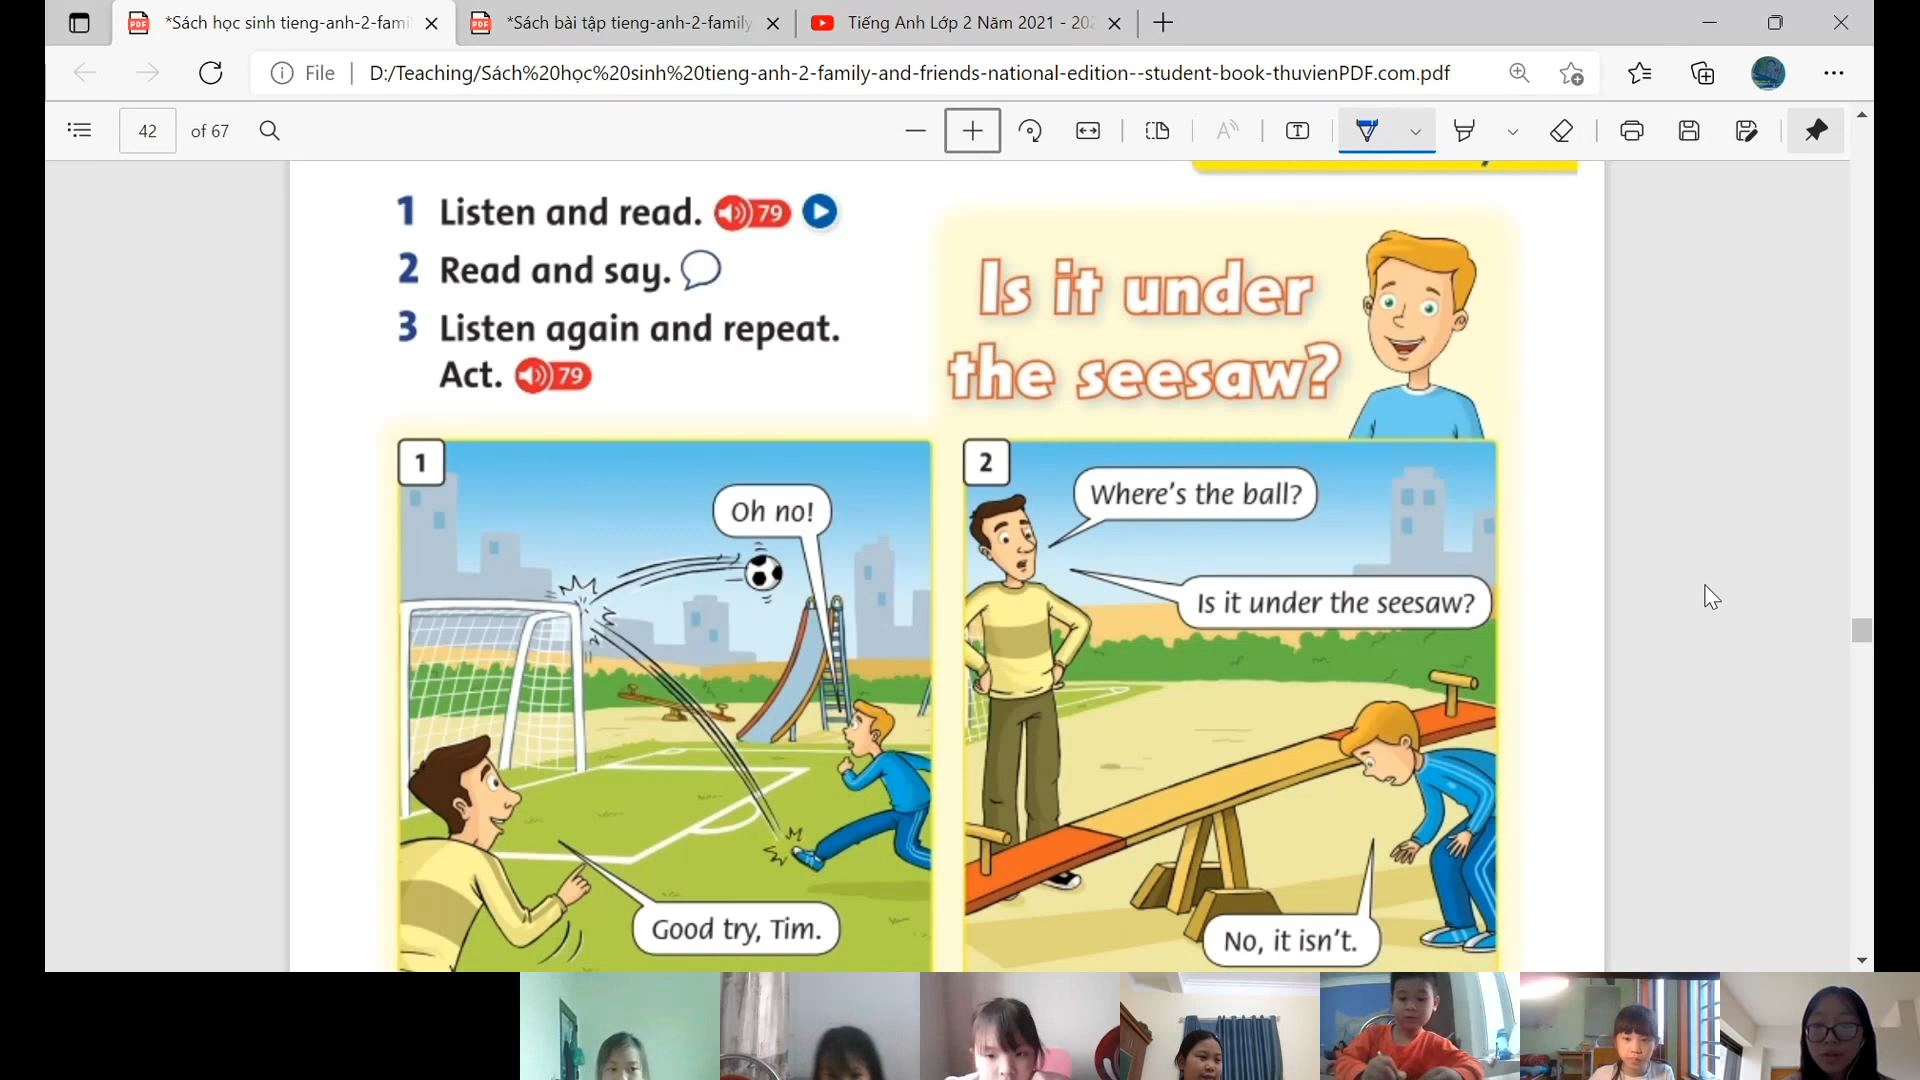 *Sách học sinh tieng-anh-2-fami
*Sách bài tập tieng-anh-2-family
Tiếng Anh Lớp 2 Năm 2021 - 202
File
D:/Teaching/Sách%20học%20sinh%20tieng-anh-2-family-and-friends-national-edition--student-book-thuvienPDF.com.pdf
42 of 67
1 Listen and read. 79
2 Read and say.
3 Listen again and repeat.
Act. 79
Is it under
the seesaw?
1
Oh no!
Good try, Tim.
2
Where's the ball?
Is it under the seesaw?
No, it isn't.